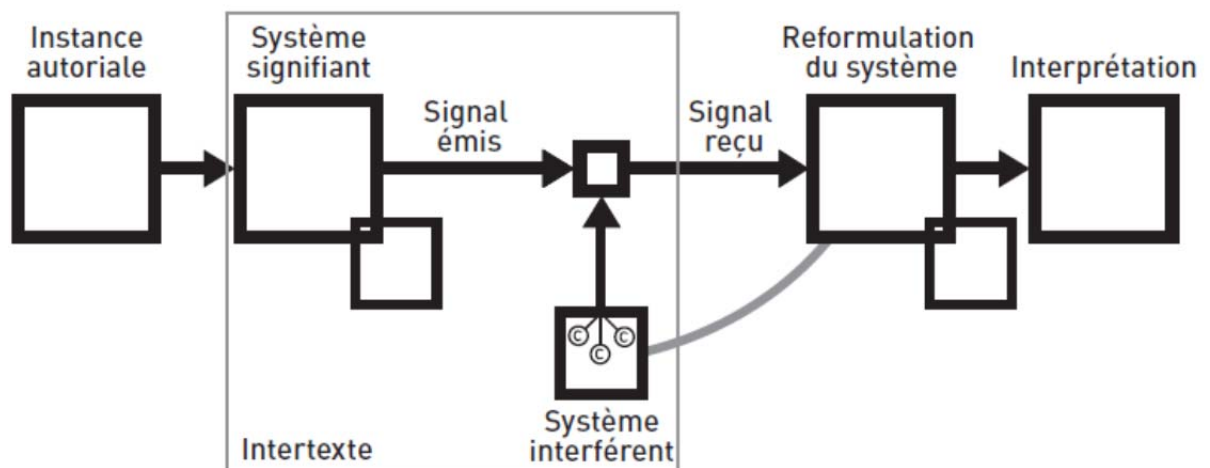 Instance
autoriale
Système
signifiant
Signal
émis
Signal
reçu
Reformulation
du système
Interprétation
C
C
C
Système
interférent
Intertexte